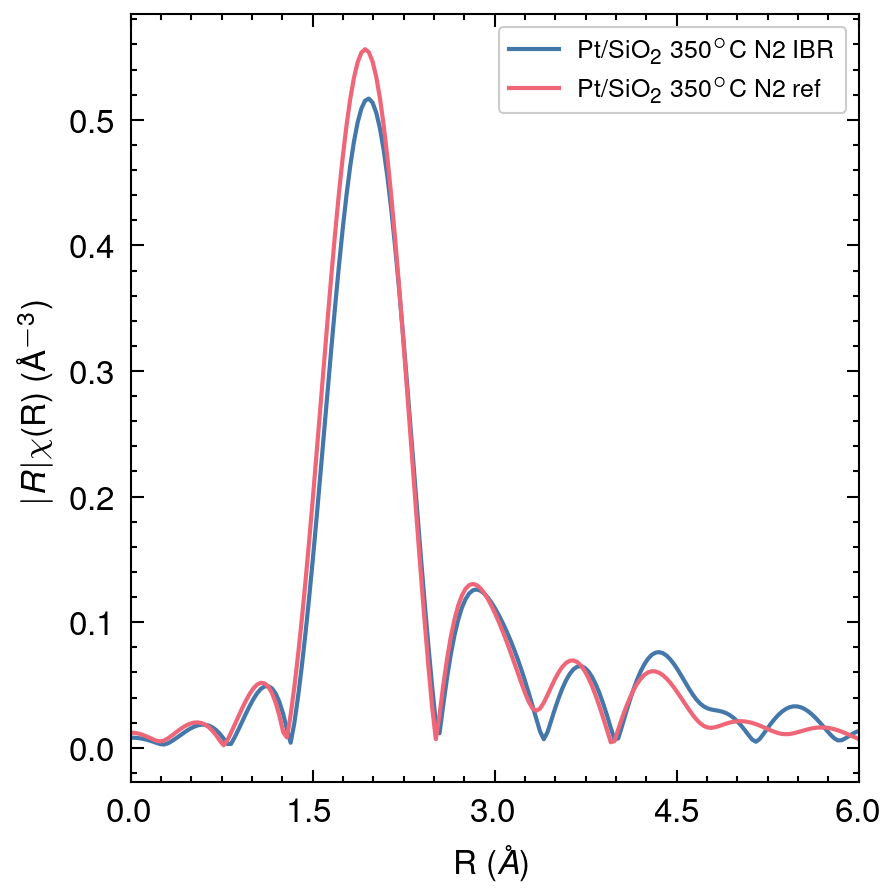 Pt/SiO₂ 350°C N2 IBR
Pt/SiO₂ 350°C N2 ref
0.5
0.4
0.3
0.2
0.1
0.0
|R|χ(R) (Å⁻³)
0.0 1.5 3.0 4.5 6.0
R (Å)